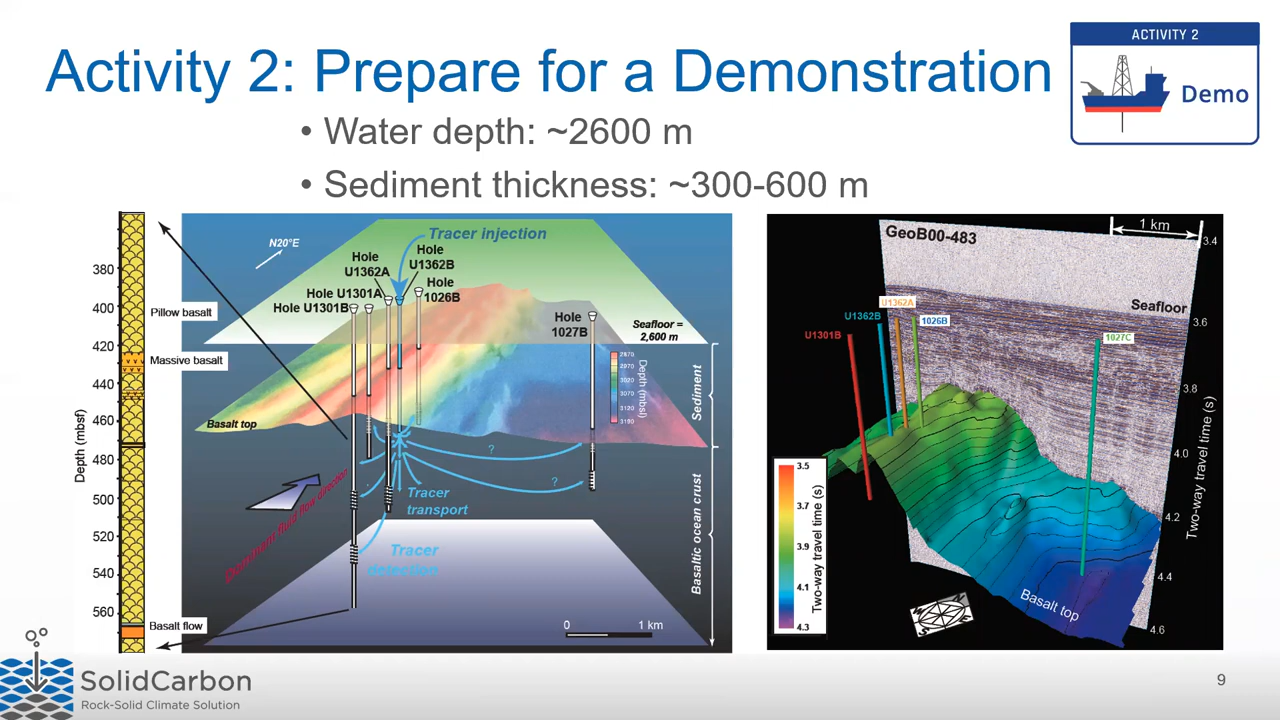 Activity 2: Prepare for a Demonstration
ACTIVITY 2
Demo
• Water depth: ~2600 m
• Sediment thickness: ~300-600 m
380
400
420
440
460
480
500
520
540
560
Depth (mbsf)
Pillow basalt
Massive basalt
Basalt flow
N20°E
Tracer injection
Hole
U1362A
Hole
U1362B
Hole U1301A
Hole U1301B
Hole
1026B
Hole
1027B
Seafloor =
2,600 m
2870
2970
3020
3070
3120
3180
Depth (mbsl)
Sediment
Basalt top
?
?
Tracer
transport
Tracer
detection
Dominant fluid flow direction
Basaltic ocean crust
0
1 km
GeoB00-483
1 km
3.4
Seafloor
3.6
3.8
4.0
4.2
4.4
4.6
Two-way travel time (s)
U1362A
U1362B
1026B
U1301B
1027C
3.5
3.7
3.9
4.1
4.3
Two-way travel time (s)
Basalt top
N
SolidCarbon
Rock-Solid Climate Solution
9